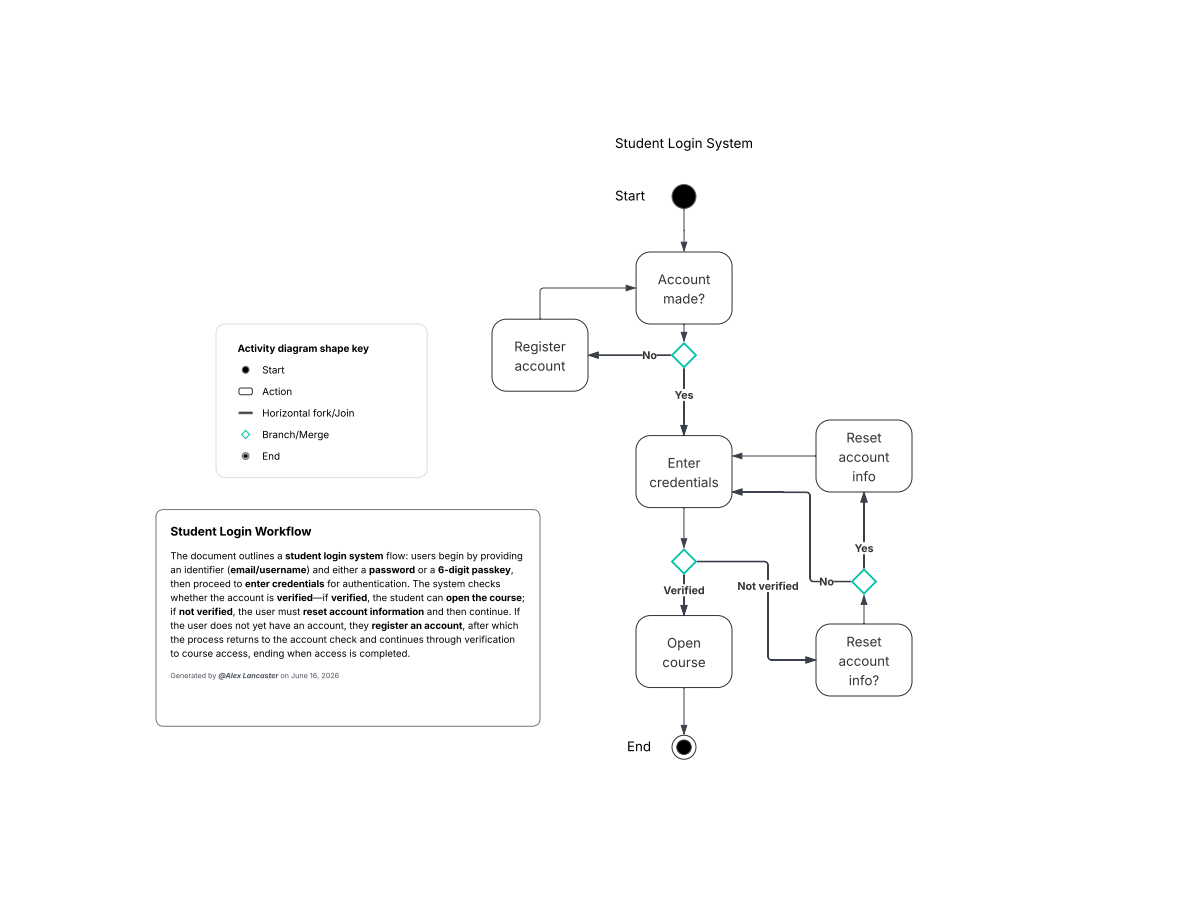 Student Login System
Start
Account
made?
Register
account
No
Yes
Activity diagram shape key
Start
Action
Horizontal fork/Join
Branch/Merge
End
Enter
credentials
Reset
account
info
Yes
No
Verified
Not verified
Open
course
Reset
account
info?
End
Student Login Workflow
The document outlines a student login system flow: users begin by providing
an identifier (email/username) and either a password or a 6-digit passkey,
then proceed to enter credentials for authentication. The system checks
whether the account is verified—if verified, the student can open the course;
if not verified, the user must reset account information and then continue. If
the user does not yet have an account, they register an account, after which
the process returns to the account check and continues through verification
to course access, ending when access is completed.
Generated by @Alex Lancaster on June 16, 2026